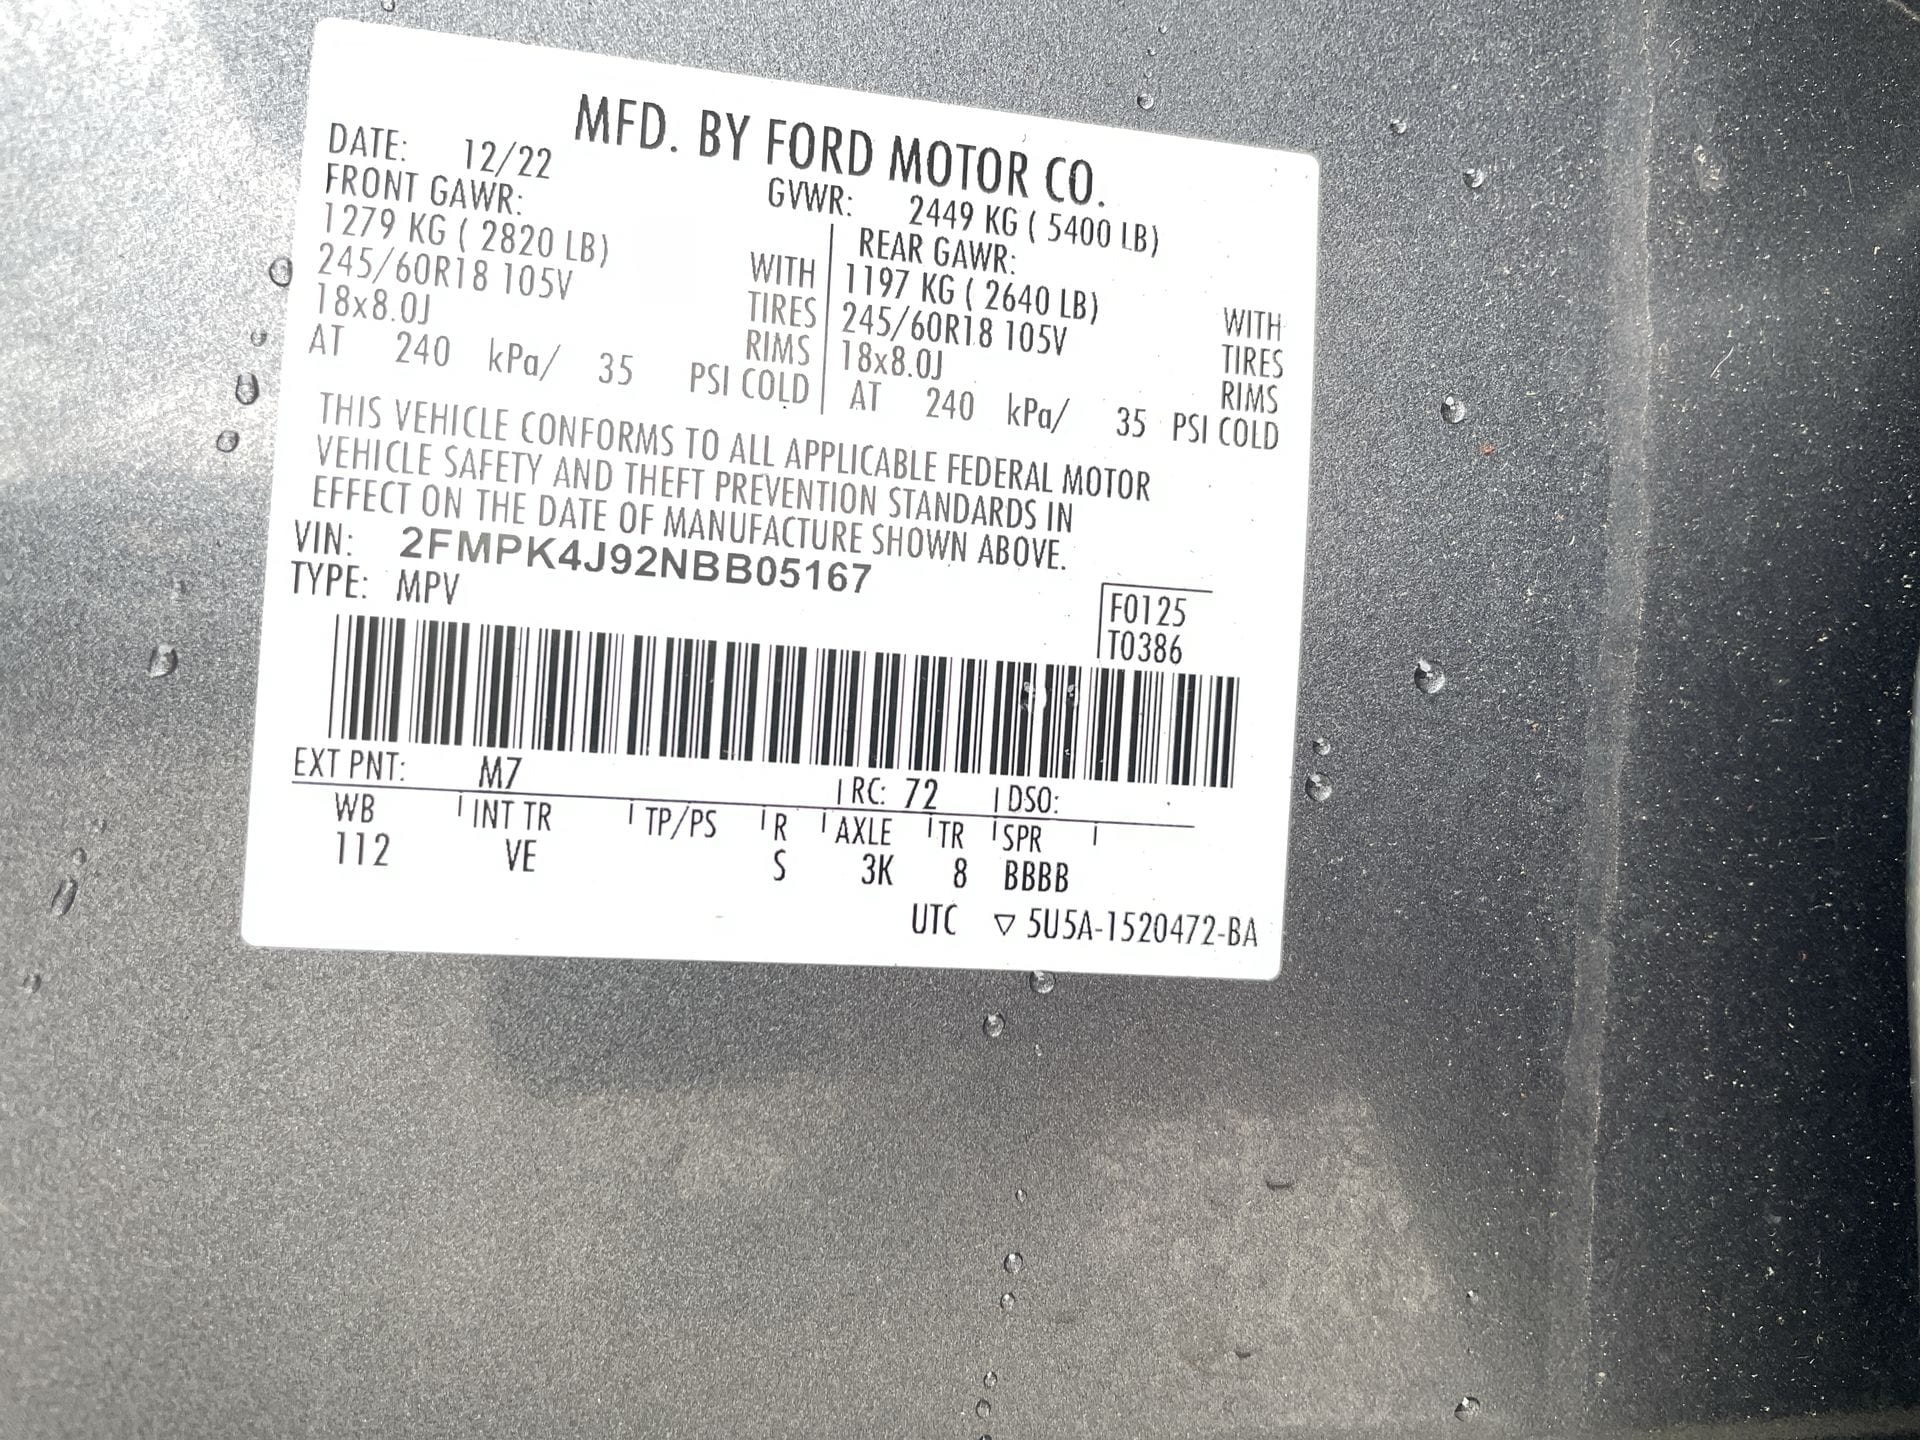 MFD. BY FORD MOTOR CO.
DATE: 12/22 GVWR: 2449 KG ( 5400 LB)
FRONT GAWR: REAR GAWR:
1279 KG ( 2820 LB) WITH 1197 KG ( 2640 LB) WITH
245/60R18 105V TIRES 245/60R18 105V TIRES
18x8.0J RIMS 18x8.0J RIMS
AT 240 kPa/ 35 PSI COLD AT 240 kPa/ 35 PSI COLD
THIS VEHICLE CONFORMS TO ALL APPLICABLE FEDERAL MOTOR
VEHICLE SAFETY AND THEFT PREVENTION STANDARDS IN
EFFECT ON THE DATE OF MANUFACTURE SHOWN ABOVE.
VIN: 2FMPK4J92NBB05167
TYPE: MPV
F0125
T0386
EXT PNT: M7 RC: 72 DSO:
WB INT TR TP/PS R AXLE TR SPR
112 VE S 3K 8 BBBB
UTC ▽ 5U5A-1520472-BA